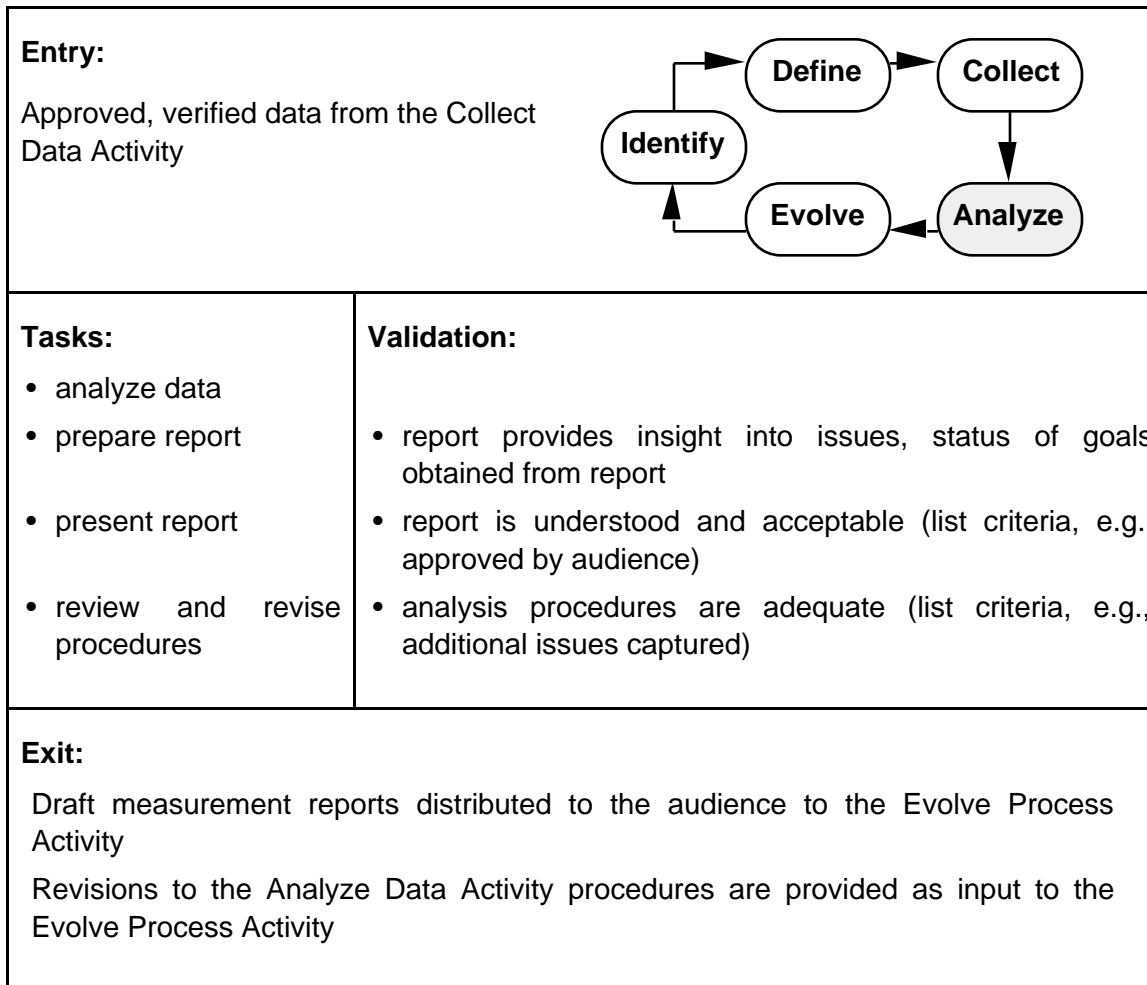 Entry:
Approved, verified data from the Collect
Data Activity
Define
Collect
Identify
Evolve
Analyze
Tasks:
• analyze data
• prepare report
• present report
• review and revise
procedures
Validation:
• report provides insight into issues, status of goals
obtained from report
• report is understood and acceptable (list criteria, e.g.
approved by audience)
• analysis procedures are adequate (list criteria, e.g.,
additional issues captured)
Exit:
Draft measurement reports distributed to the audience to the Evolve Process
Activity
Revisions to the Analyze Data Activity procedures are provided as input to the
Evolve Process Activity